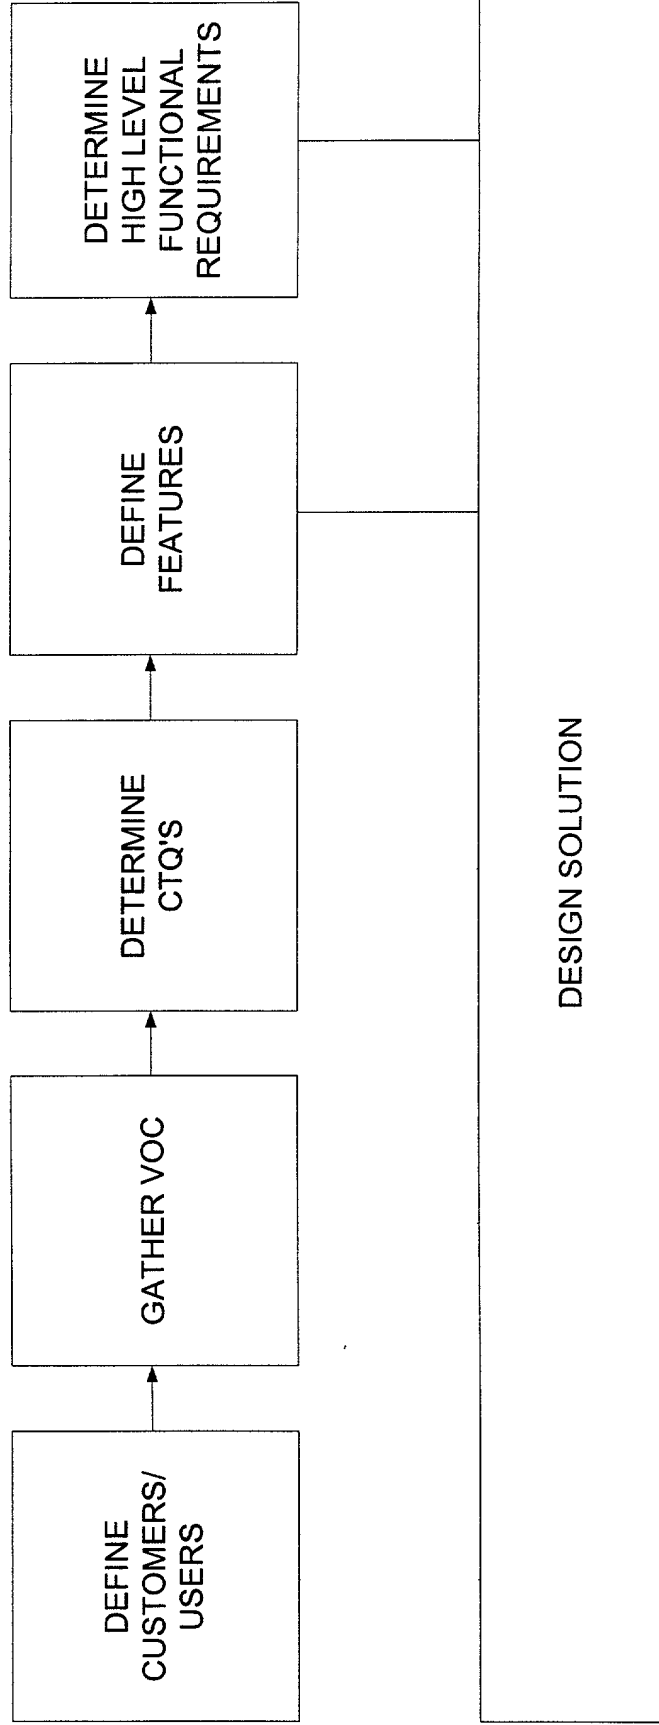 DEFINE
CUSTOMERS/
USERS
GATHER VOC
DETERMINE
CTQ'S
DEFINE
FEATURES
DETERMINE
HIGH LEVEL
FUNCTIONAL
REQUIREMENTS
DESIGN SOLUTION